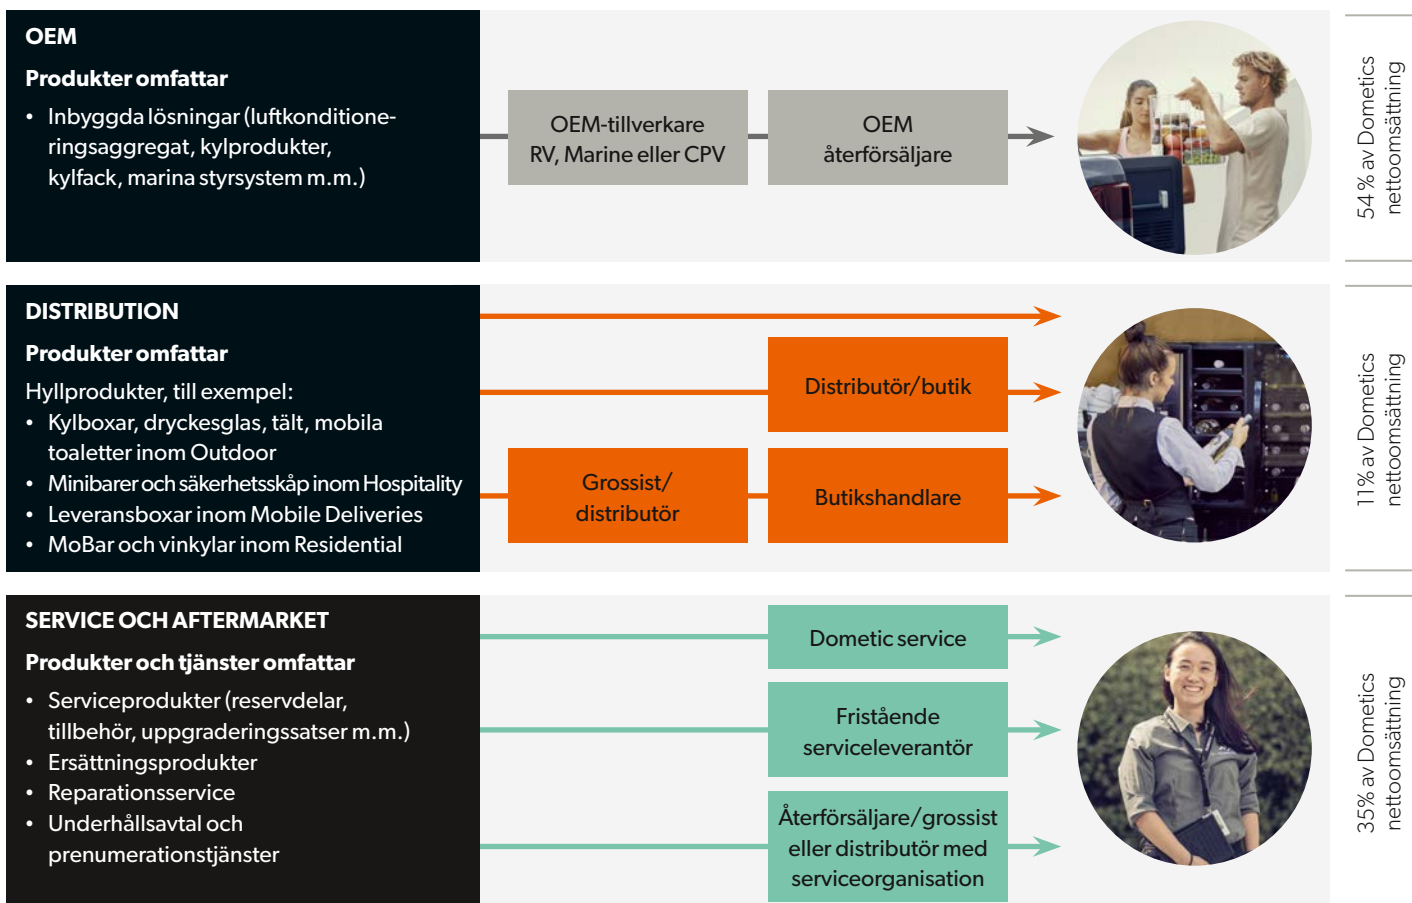 OEM
Produkter omfattar
• Inbyggda lösningar (luftkonditione-
ringsaggregat, kylprodukter,
kylfack, marina styrsystem m.m.)
OEM-tillverkare
RV, Marine eller CPV
OEM
återförsäljare
54 % av Dometics
nettoomsättning
DISTRIBUTION
Produkter omfattar
Hyllprodukter, till exempel:
• Kylboxar, dryckesglas, tält, mobila
toaletter inom Outdoor
• Minibarer och säkerhetsskåp inom Hospitality
• Leveransboxar inom Mobile Deliveries
• MoBar och vinkylar inom Residential
Distributör/butik
Grossist/
distributör
Butikshandlare
11% av Dometics
nettoomsättning
SERVICE OCH AFTERMARKET
Produkter och tjänster omfattar
• Serviceprodukter (reservdelar,
tillbehör, uppgraderingssatser m.m.)
• Ersättningsprodukter
• Reparationsservice
• Underhållsavtal och
prenumerationstjänster
Dometic service
Fristående
serviceleverantör
Återförsäljare/grossist
eller distributör med
serviceorganisation
35% av Dometics
nettoomsättning